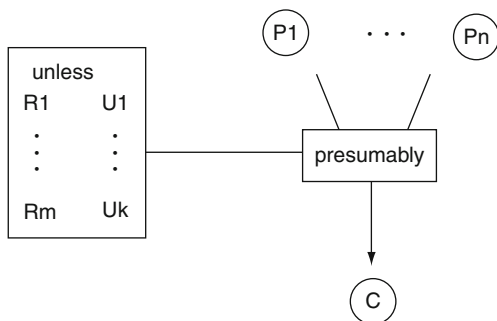 P1 . . . Pn
unless
R1 U1
. .
. .
. .
Rm Uk
presumably
C